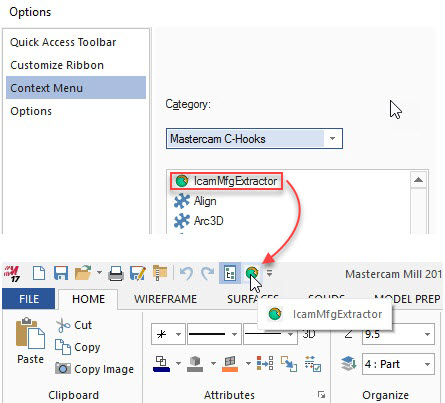 Options
Quick Access Toolbar
Customize Ribbon
Context Menu
Options
Category:
Mastercam C-Hooks
IcamMfgExtractor
Align
Arc3D
17
Mastercam Mill 201
FILE
HOME
WIREFRAME
SURFACES
SOLIDS
MODEL PREP
IcamMfgExtractor
Paste
Cut
Copy
Copy Image
3D
Z
9.5
4 : Part
Clipboard
Attributes
Organize